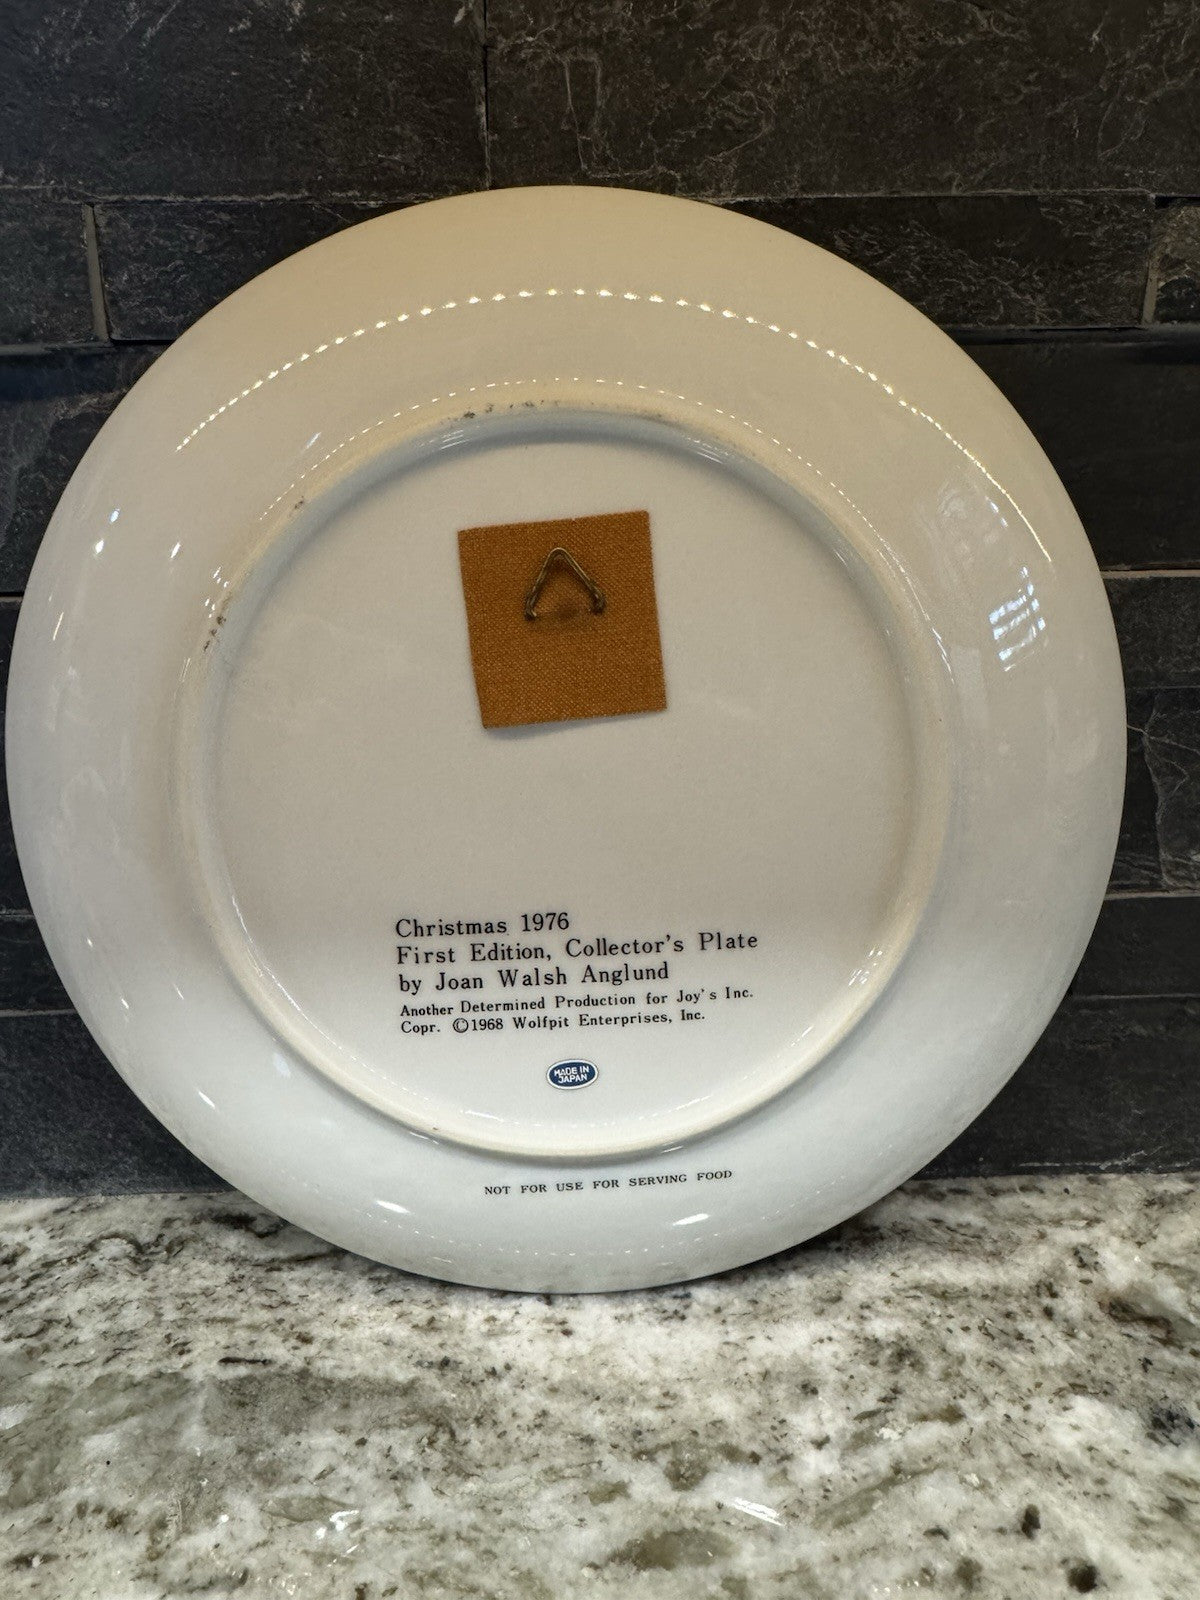 Christmas 1976
First Edition, Collector's Plate
by Joan Walsh Anglund
Another Determined Production for Joy's Inc.
Copr. ©1968 Wolfpit Enterprises, Inc.
MADE IN
JAPAN
NOT FOR USE FOR SERVING FOOD